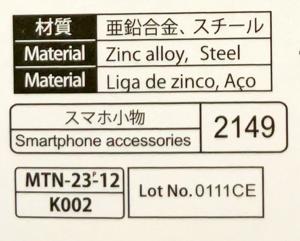 材質 亜鉛合金、スチール
Material Zinc alloy, Steel
Material Liga de zinco, Aço
スマホ小物
Smartphone accessories 2149
MTN-23-12
K002
Lot No. 0111CE